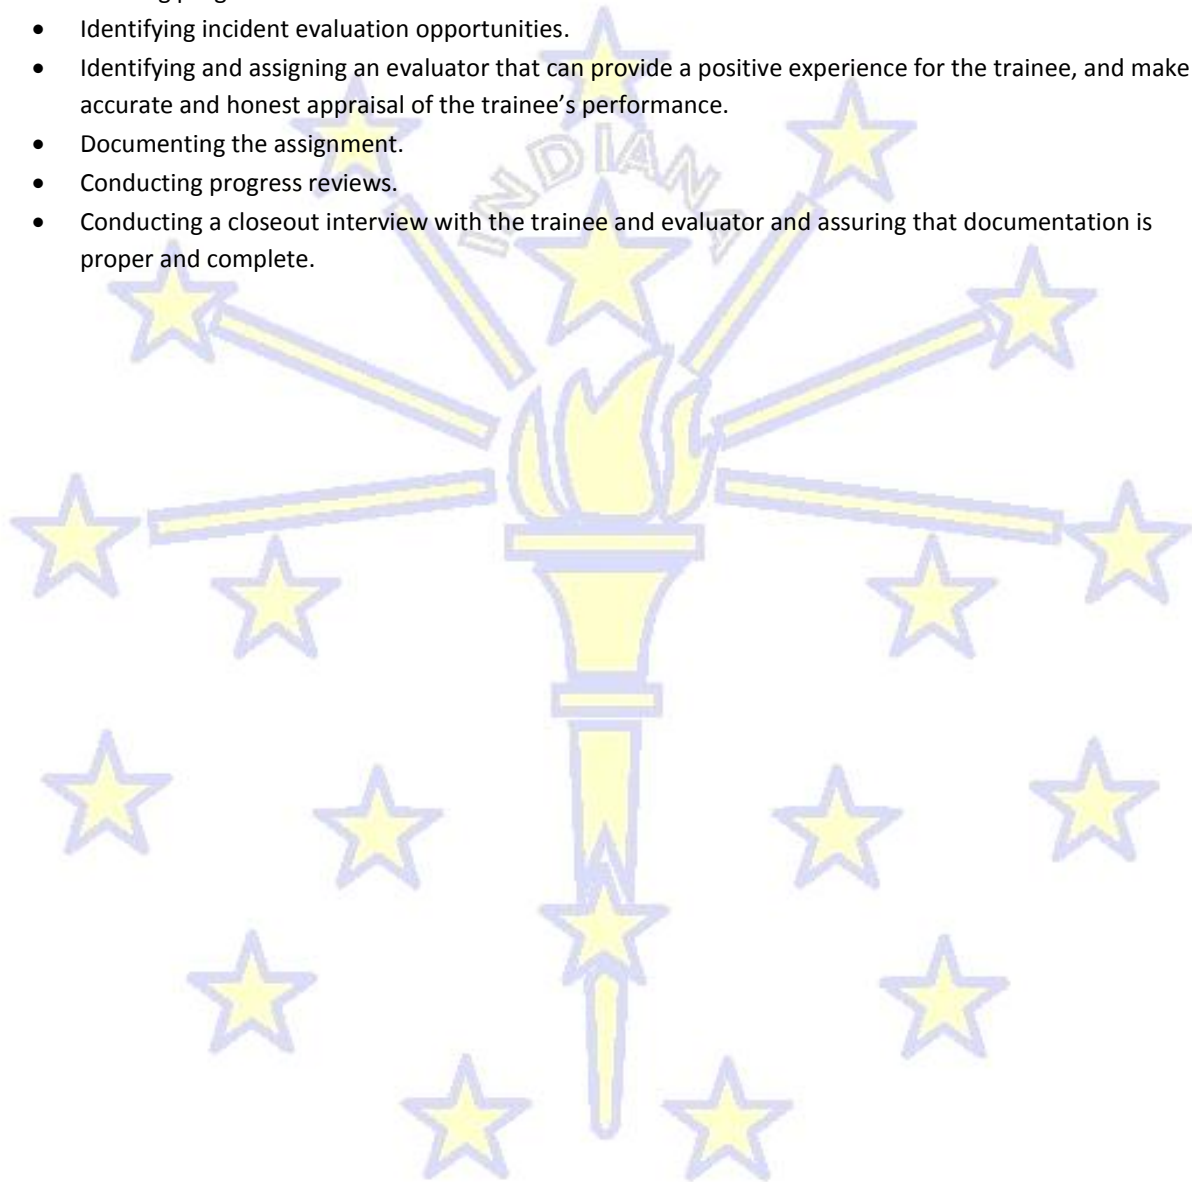 • Identifying incident evaluation opportunities.
• Identifying and assigning an evaluator that can provide a positive experience for the trainee, and make
accurate and honest appraisal of the trainee’s performance.
• Documenting the assignment.
• Conducting progress reviews.
• Conducting a closeout interview with the trainee and evaluator and assuring that documentation is
proper and complete.
INDIANA